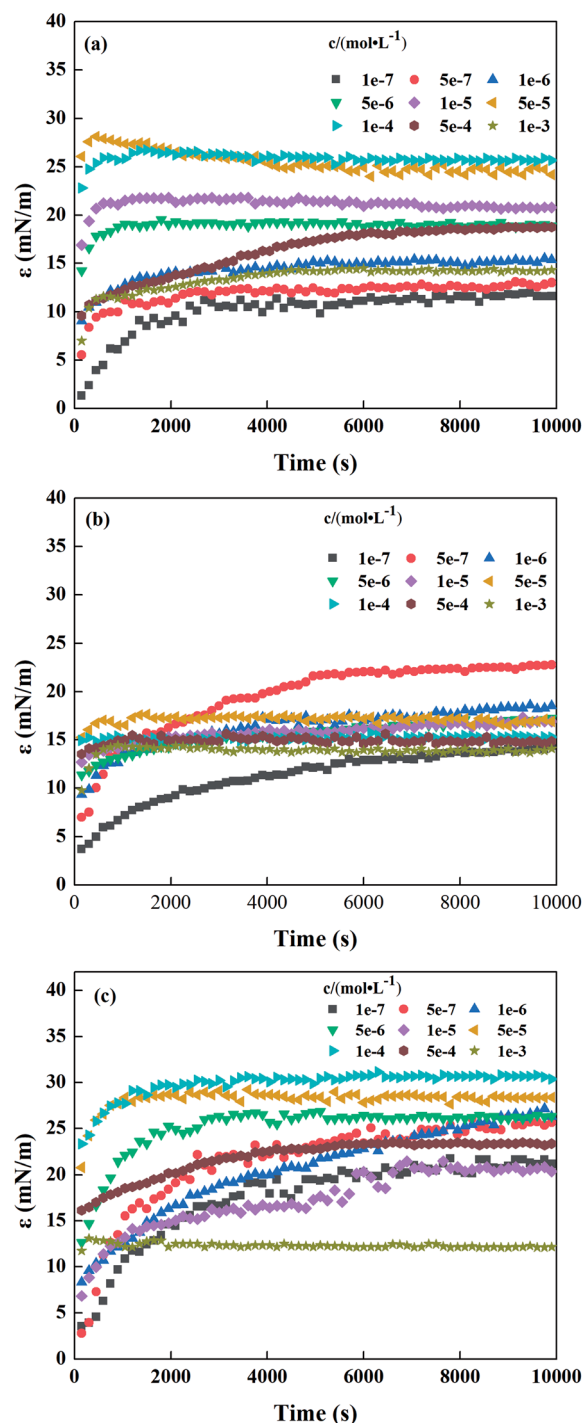 (a)
c/(mol•L-1)
1e-7 5e-7 1e-6
5e-6 1e-5 5e-5
1e-4 5e-4 1e-3
ε (mN/m)
40
35
30
25
20
15
10
5
0
0 2000 4000 6000 8000 10000
Time (s)
(b)
c/(mol•L-1)
1e-7 5e-7 1e-6
5e-6 1e-5 5e-5
1e-4 5e-4 1e-3
ε (mN/m)
40
35
30
25
20
15
10
5
0
0 2000 4000 6000 8000 10000
Time (s)
(c)
c/(mol•L-1)
1e-7 5e-7 1e-6
5e-6 1e-5 5e-5
1e-4 5e-4 1e-3
ε (mN/m)
40
35
30
25
20
15
10
5
0
0 2000 4000 6000 8000 10000
Time (s)